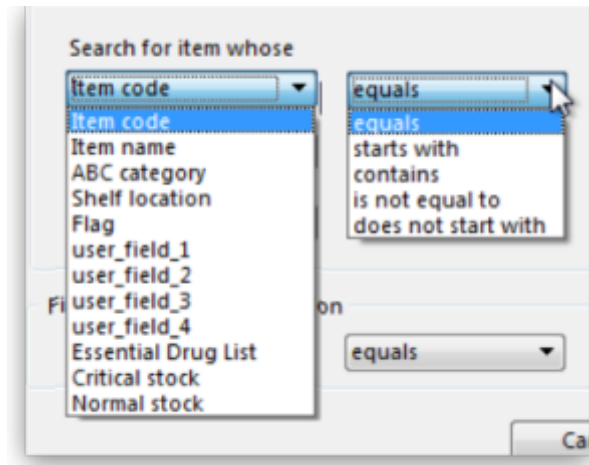 Search for item whose
Item code
equals
Item code
Item name
ABC category
Shelf location
Flag
user_field_1
user_field_2
user_field_3
user_field_4
Essential Drug List
Critical stock
Normal stock
equals
starts with
contains
is not equal to
does not start with
equals